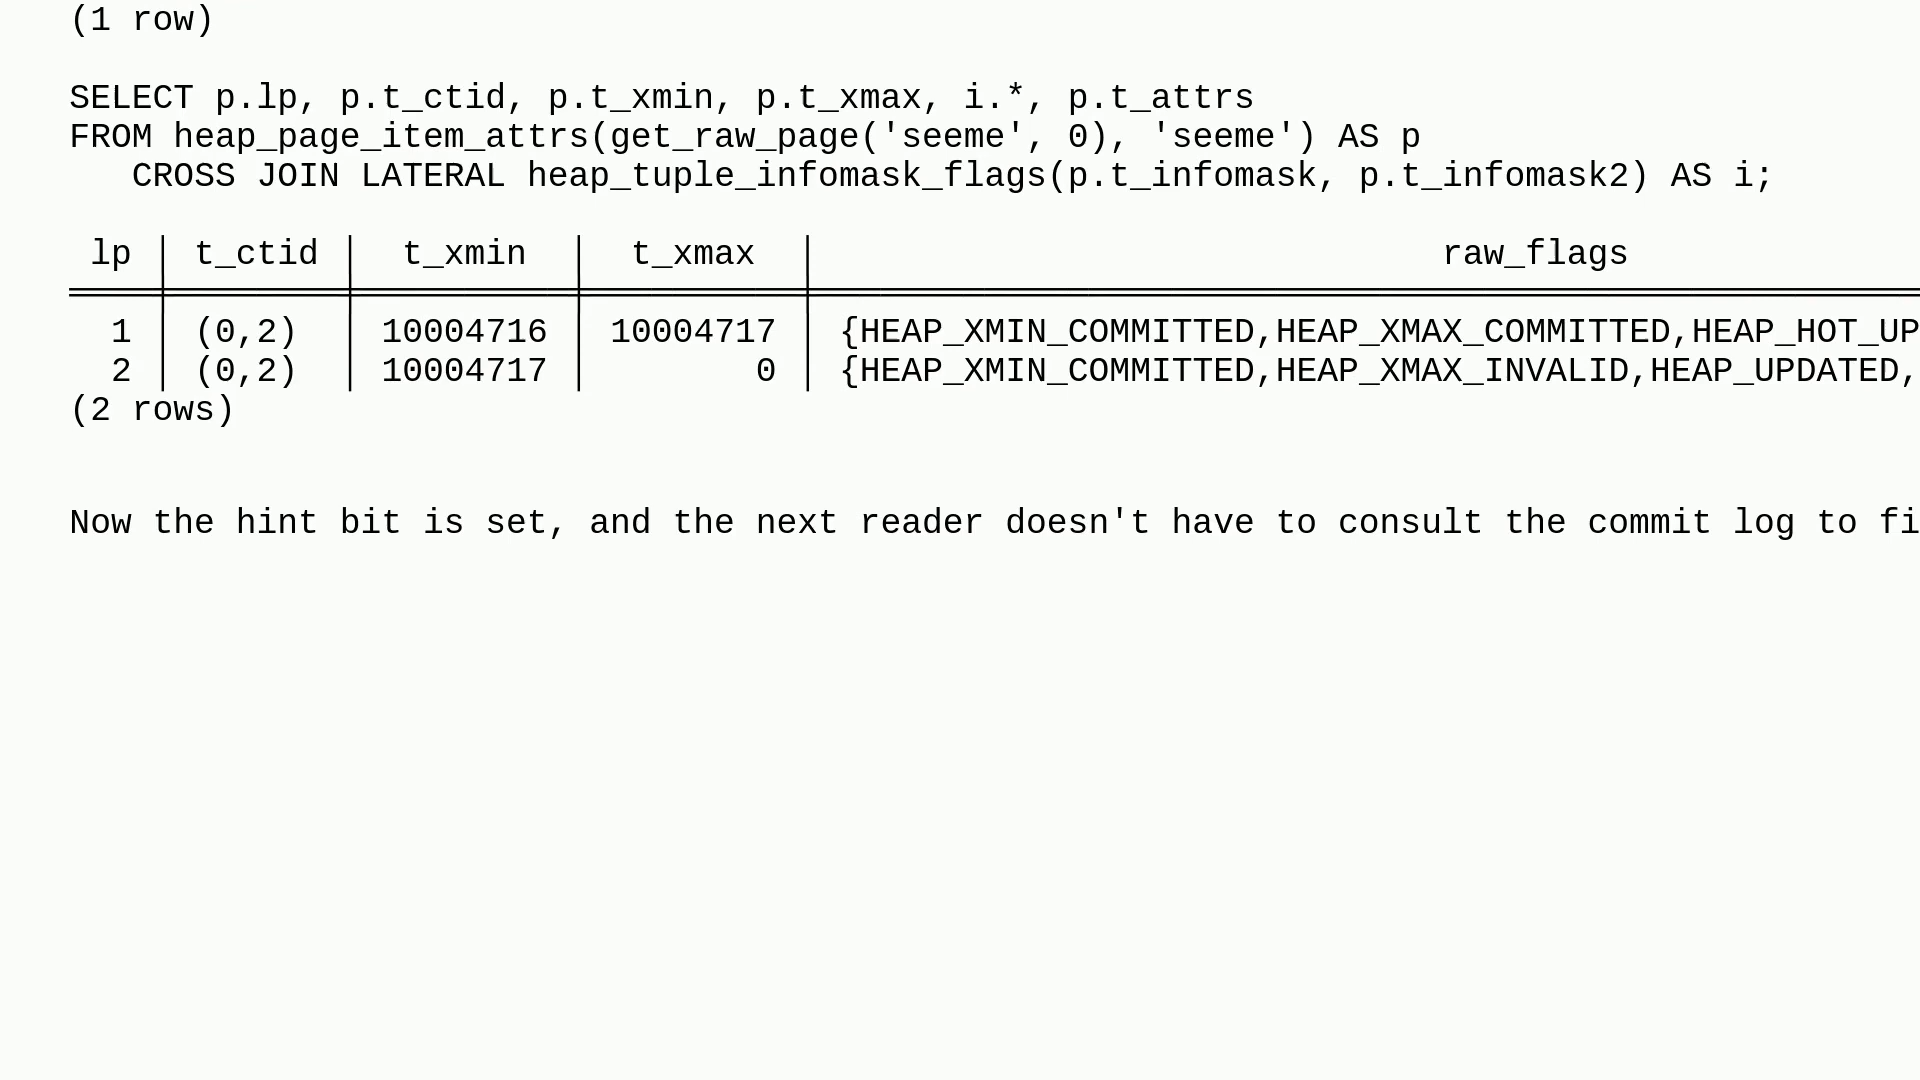 (1 row)
SELECT p.lp, p.t_ctid, p.t_xmin, p.t_xmax, i.*, p.t_attrs
FROM heap_page_item_attrs(get_raw_page('seeme', 0), 'seeme') AS p
CROSS JOIN LATERAL heap_tuple_infomask_flags(p.t_infomask, p.t_infomask2) AS i;
lp │ t_ctid │ t_xmin │ t_xmax │ raw_flags
1 │ (0,2) │ 10004716 │ 10004717 │ {HEAP_XMIN_COMMITTED,HEAP_XMAX_COMMITTED,HEAP_HOT_UP
2 │ (0,2) │ 10004717 │ 0 │ {HEAP_XMIN_COMMITTED,HEAP_XMAX_INVALID,HEAP_UPDATED,
(2 rows)
Now the hint bit is set, and the next reader doesn't have to consult the commit log to fi